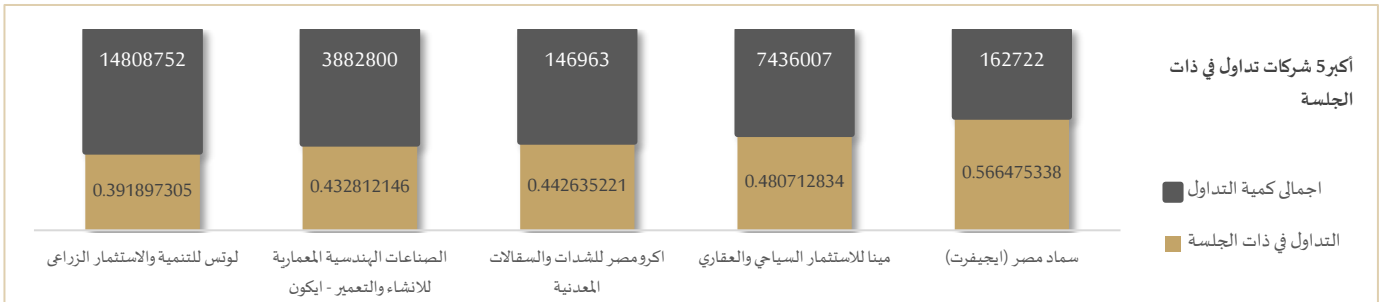 أكبر5 شركات تداول في ذات
الجلسة
اجمالى كمية التداول
التداول في ذات الجلسة
162722
7436007
146963
3882800
14808752
0.566475338
0.480712834
0.442635221
0.432812146
0.391897305
سماد مصر (ايجيفرت)
مينا للاستثمار السياحي والعقاري
اكرو مصر للشدات والسقالات
المعدنية
الصناعات الهندسية المعمارية
للانشاء والتعمير - ايكون
لوتس للتنمية والاستثمار الزراعى